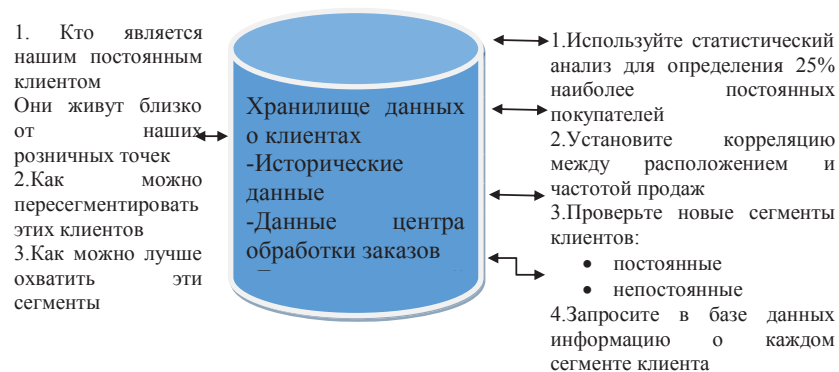 1. Кто является
нашим постоянным
клиентом
Они живут близко
от наших
розничных точек
2.Как можно
пересегментировать
этих клиентов
3.Как можно лучше
охватить эти
сегменты
Хранилище данных
о клиентах
-Исторические
данные
-Данные центра
обработки заказов
1.Используйте статистический
анализ для определения 25%
наиболее постоянных
покупателей
2.Установите корреляцию
между расположением и
частотой продаж
3.Проверьте новые сегменты
клиентов:
• постоянные
• непостоянные
4.Запросите в базе данных
информацию о каждом
сегменте клиента